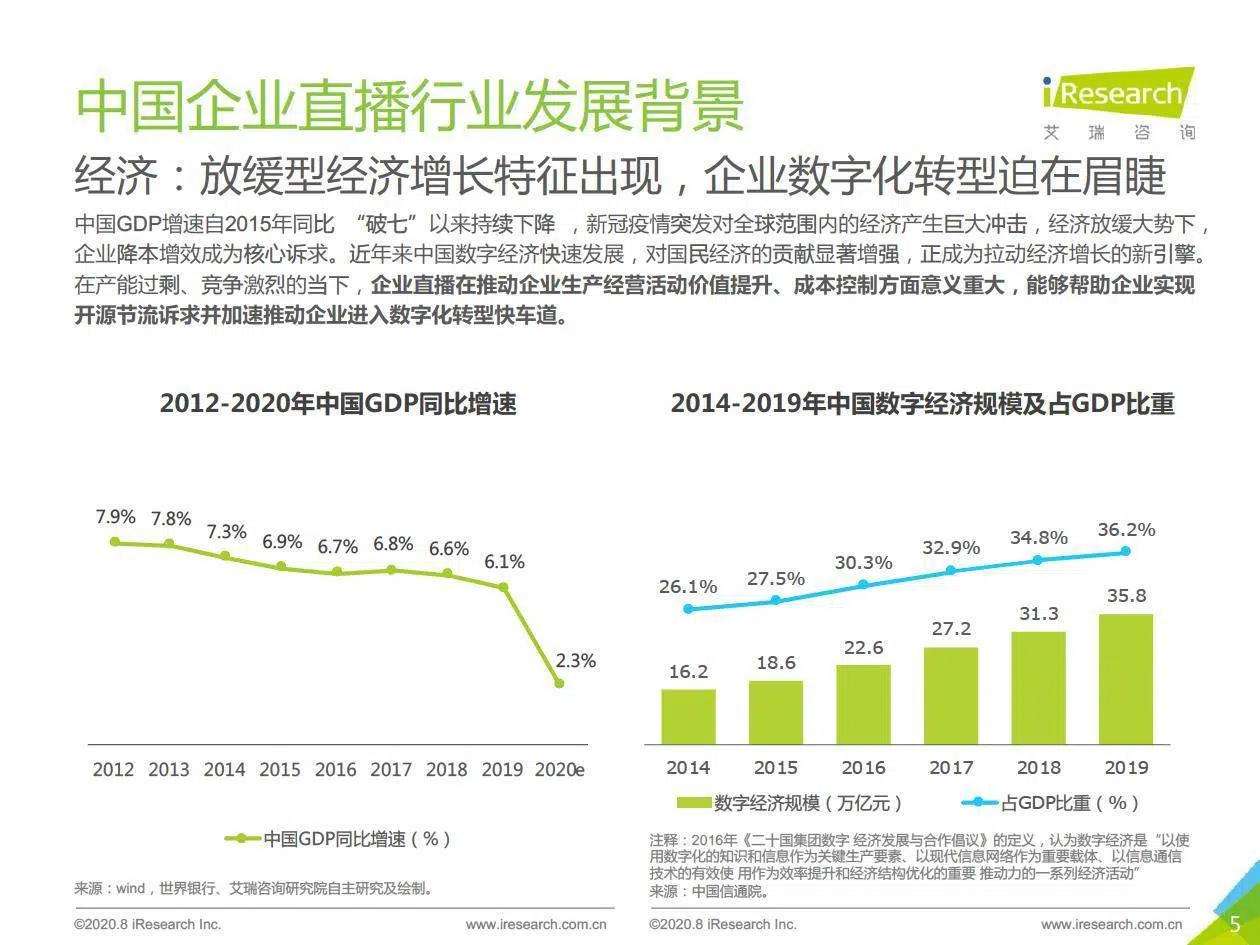 中国企业直播行业发展背景
iResearch
艾 瑞 咨 询
经济：放缓型经济增长特征出现，企业数字化转型迫在眉睫
中国GDP增速自2015年同比 “破七”以来持续下降 ，新冠疫情突发对全球范围内的经济产生巨大冲击，经济放缓大势下，
企业降本增效成为核心诉求。近年来中国数字经济快速发展，对国民经济的贡献显著增强，正成为拉动经济增长的新引擎。
在产能过剩、竞争激烈的当下，企业直播在推动企业生产经营活动价值提升、成本控制方面意义重大，能够帮助企业实现
开源节流诉求并加速推动企业进入数字化转型快车道。
2012-2020年中国GDP同比增速
7.9% 7.8% 7.3% 6.9% 6.7% 6.8% 6.6% 6.1% 2.3%
2012 2013 2014 2015 2016 2017 2018 2019 2020e
中国GDP同比增速（%）
来源：wind，世界银行、艾瑞咨询研究院自主研究及绘制。
©2020.8 iResearch Inc. www.iresearch.com.cn
2014-2019年中国数字经济规模及占GDP比重
26.1% 27.5% 30.3% 32.9% 34.8% 36.2%
16.2 18.6 22.6 27.2 31.3 35.8
2014 2015 2016 2017 2018 2019
数字经济规模（万亿元） 占GDP比重（%）
注释：2016年《二十国集团数字 经济发展与合作倡议》的定义，认为数字经济是“以使
用数字化的知识和信息作为关键生产要素、以现代信息网络作为重要载体、以信息通信
技术的有效使 用作为效率提升和经济结构优化的重要 推动力的一系列经济活动”
来源：中国信通院。
©2020.8 iResearch Inc. www.iresearch.com.cn
5